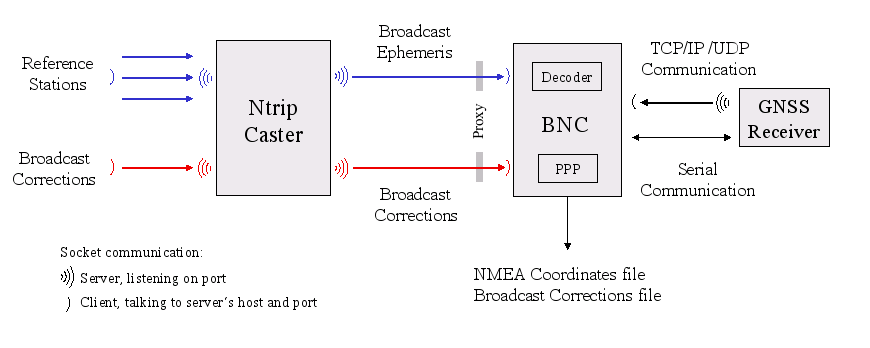 Reference
Stations
Broadcast
Corrections
Ntrip
Caster
Broadcast
Ephemeris
Proxy
Broadcast
Corrections
Decoder
BNC
PPP
TCP/IP /UDP
Communication
GNSS
Receiver
Serial
Communication
NMEA Coordinates file
Broadcast Corrections file
Socket communication:
Server, listening on port
Client, talking to server's host and port